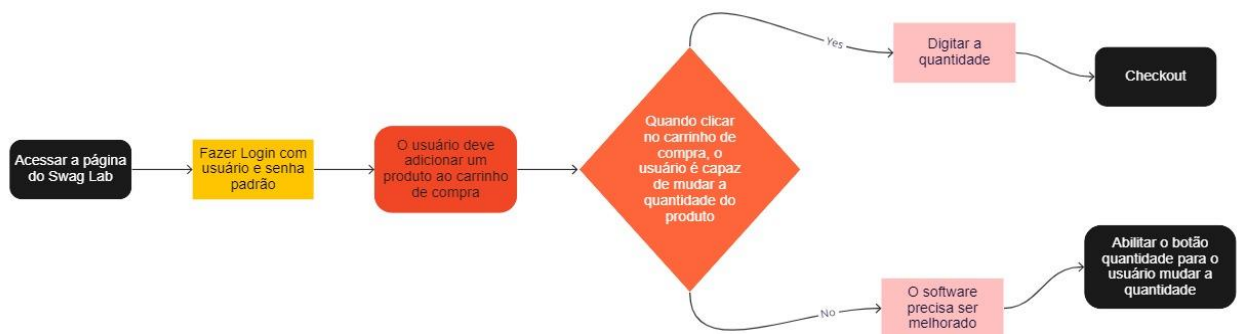 Acessar a página
do Swag Lab
Fazer Login com
usuário e senha
padrão
O usuário deve
adicionar um
produto ao carrinho
de compra
Quando clicar
no carrinho de
compra, o
usuário é capaz
de mudar a
quantidade do
produto
Yes
Digitar a
quantidade
Checkout
No
O software
precisa ser
melhorado
Abilitar o botão
quantidade para o
usuário mudar a
quantidade